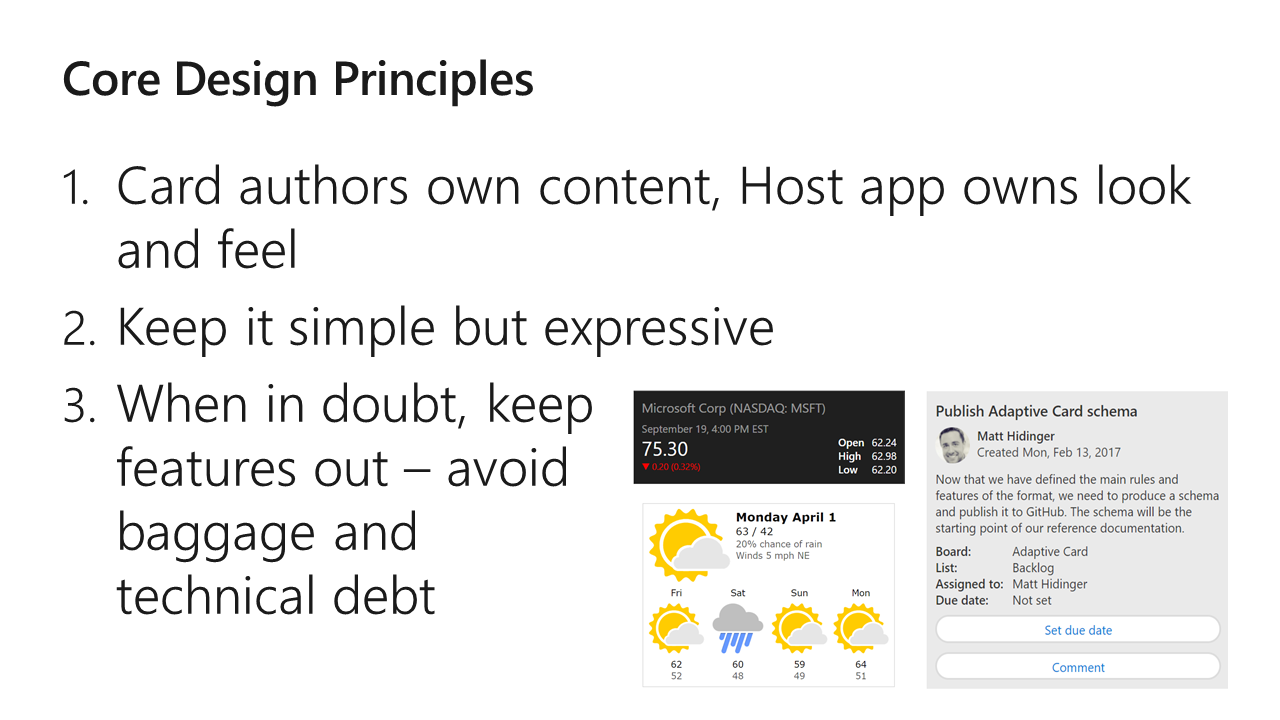 Core Design Principles
1. Card authors own content, Host app owns look
and feel
2. Keep it simple but expressive
3. When in doubt, keep
features out – avoid
baggage and
technical debt
Microsoft Corp (NASDAQ: MSFT)
September 19, 4:00 PM EST
75.30
▼ 0.20 (0.32%)
Open 62.24
High 62.98
Low 62.20
Monday April 1
63 / 42
20% chance of rain
Winds 5 mph NE
Fri Sat Sun Mon
62 60 59 64
52 48 49 51
Publish Adaptive Card schema
Matt Hidinger
Created Mon, Feb 13, 2017
Now that we have defined the main rules and
features of the format, we need to produce a schema
and publish it to GitHub. The schema will be the
starting point of our reference documentation.
Board: Adaptive Card
List: Backlog
Assigned to: Matt Hidinger
Due date: Not set
Set due date
Comment